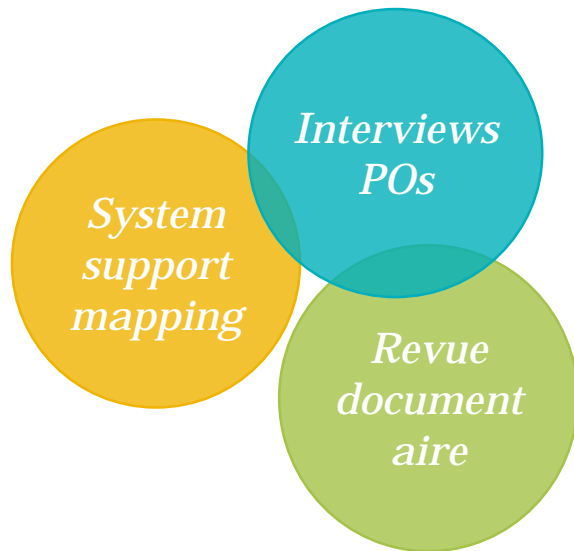 Interviews
POs
System
support
mapping
Revue
document
aire